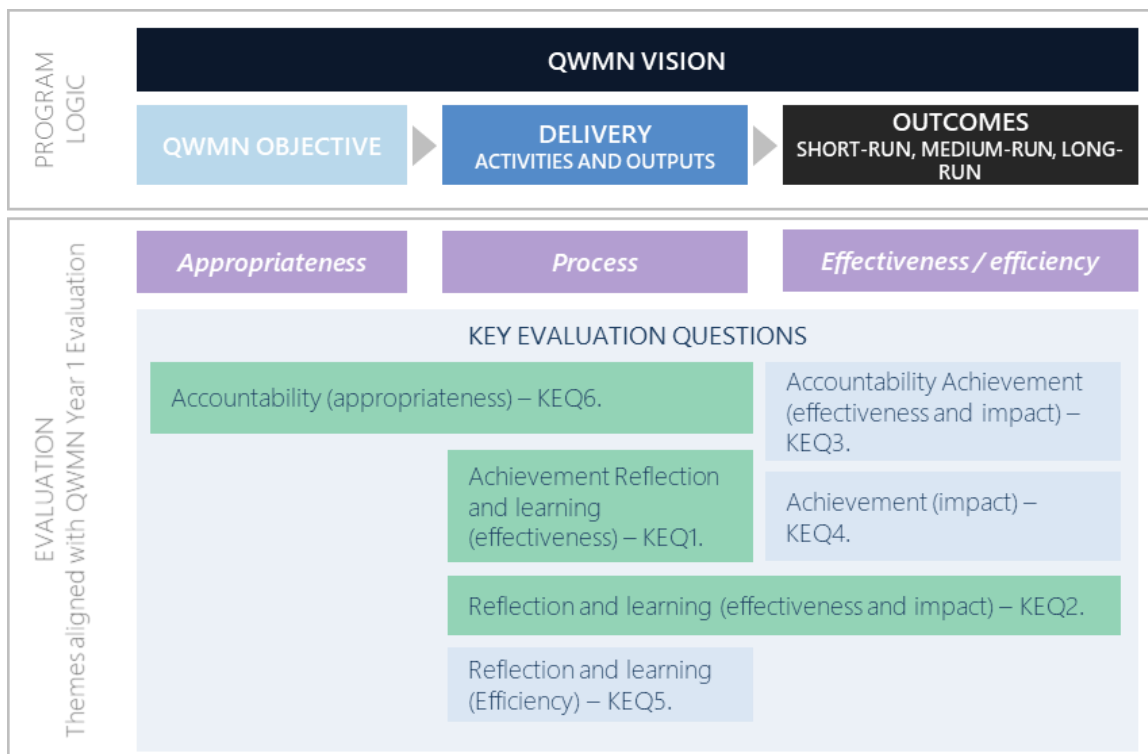 PROGRAM
LOGIC
QWMN VISION
QWMN OBJECTIVE
DELIVERY
ACTIVITIES AND OUTPUTS
OUTCOMES
SHORT-RUN, MEDIUM-RUN, LONG-
RUN
EVALUATION
Themes aligned with QWMN Year 1 Evaluation
Appropriateness
Process
Effectiveness / efficiency
KEY EVALUATION QUESTIONS
Accountability (appropriateness) – KEQ6.
Accountability Achievement
(effectiveness and impact) –
KEQ3.
Achievement Reflection
and learning
(effectiveness) – KEQ1.
Achievement (impact) –
KEQ4.
Reflection and learning (effectiveness and impact) – KEQ2.
Reflection and learning
(Efficiency) – KEQ5.